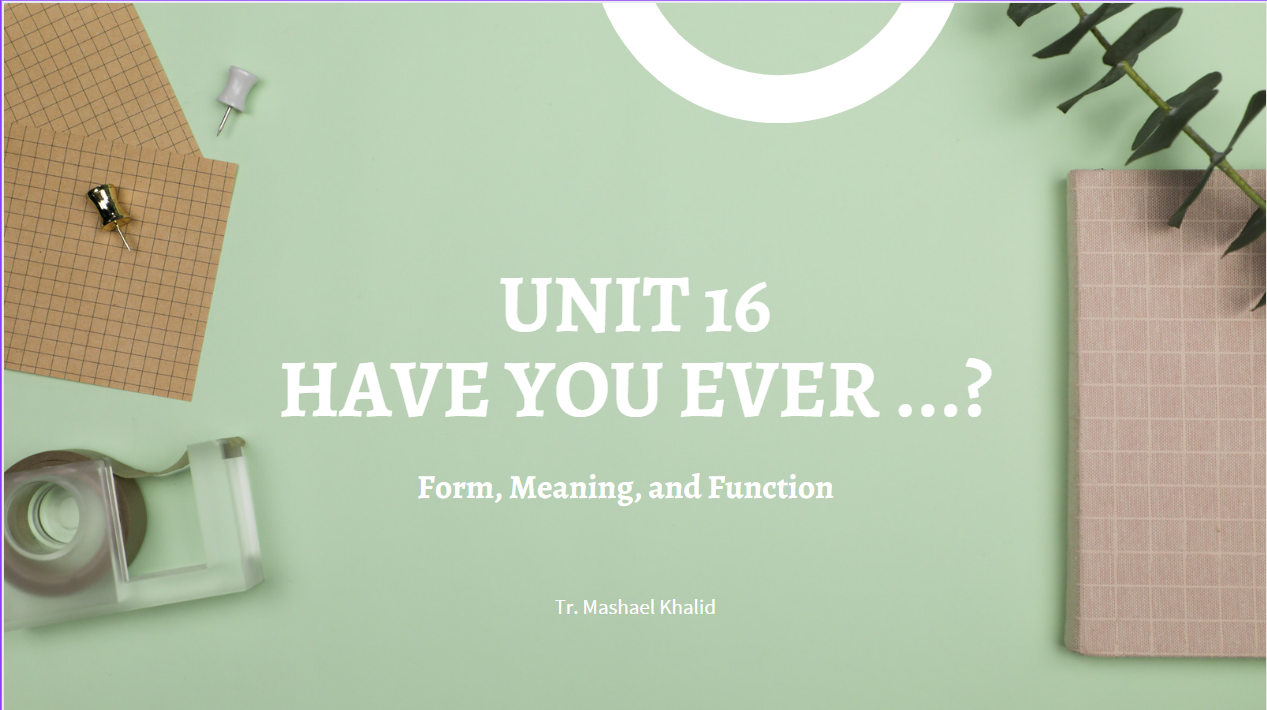 UNIT 16
HAVE YOU EVER ...?
Form, Meaning, and Function
Tr. Mashael Khalid